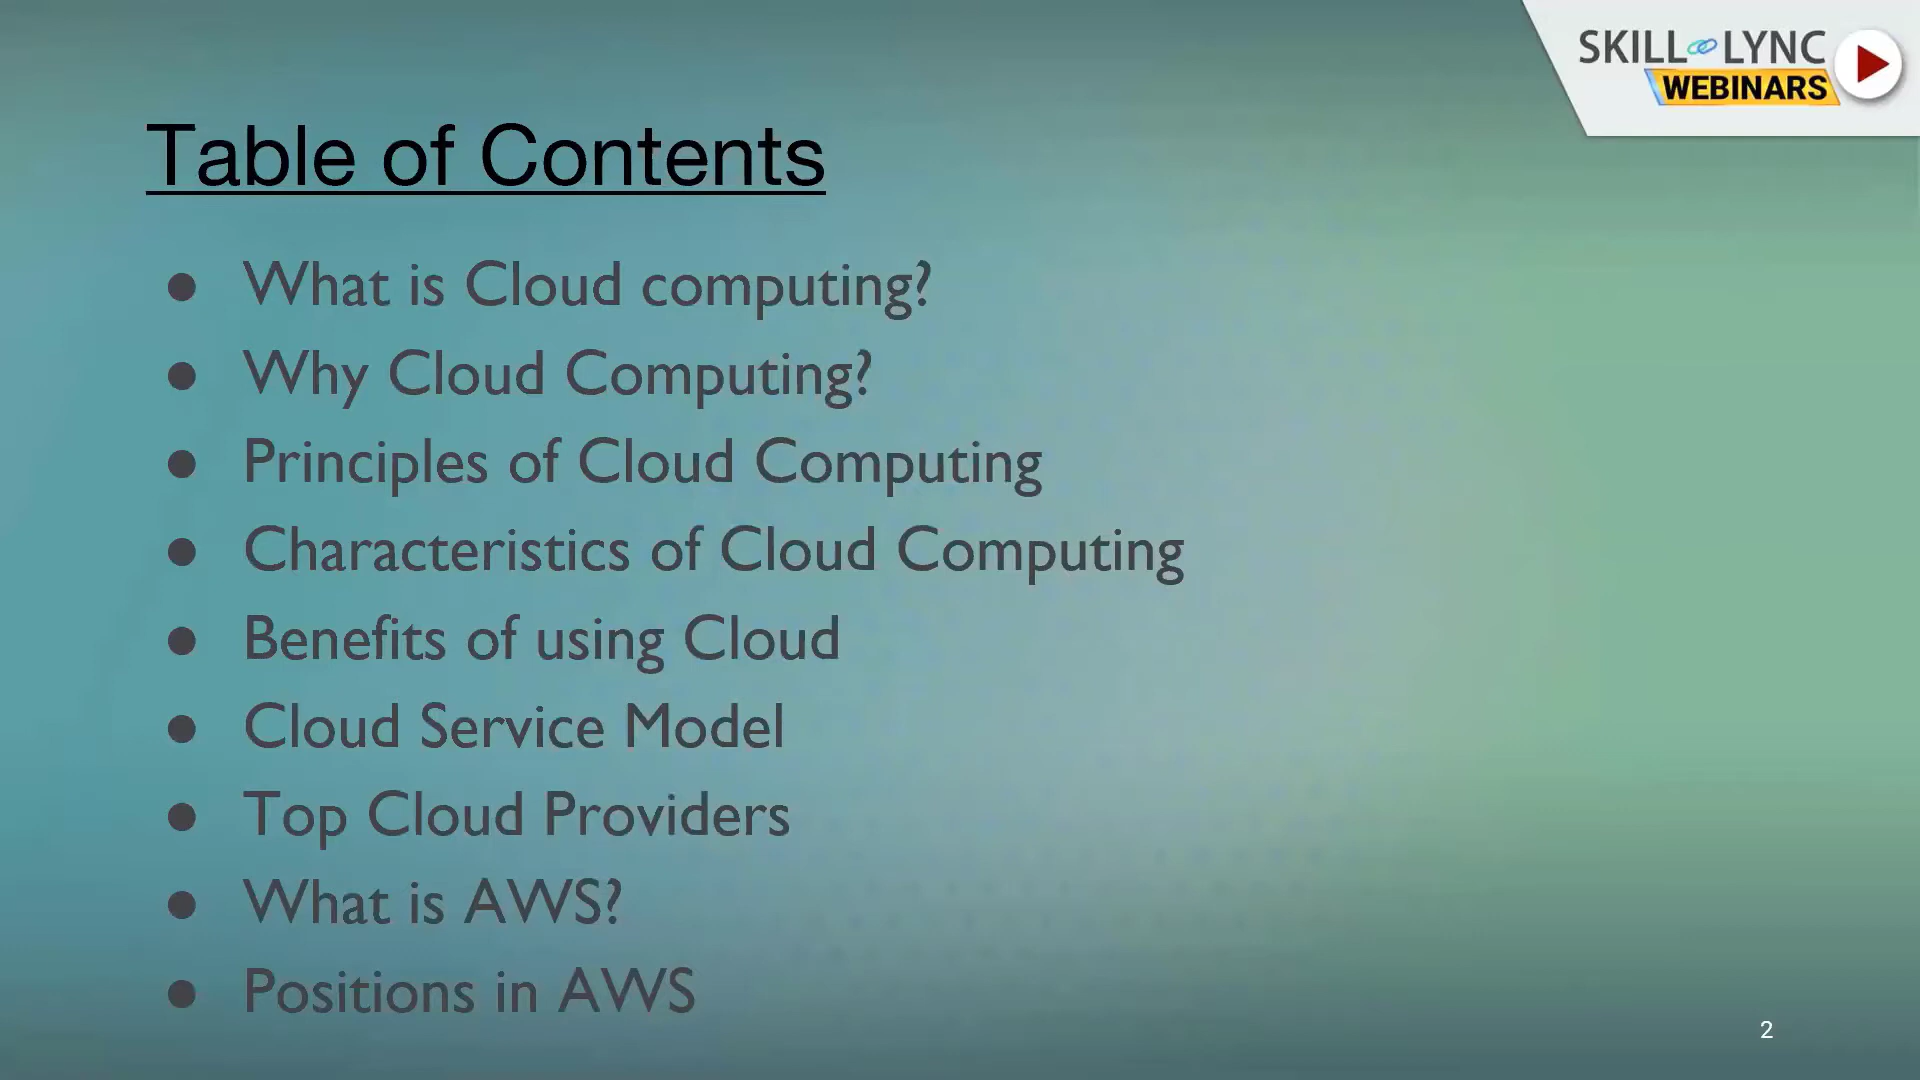 SKILL LYNC
WEBINARS
Table of Contents
● What is Cloud computing?
● Why Cloud Computing?
● Principles of Cloud Computing
● Characteristics of Cloud Computing
● Benefits of using Cloud
● Cloud Service Model
● Top Cloud Providers
● What is AWS?
● Positions in AWS
2